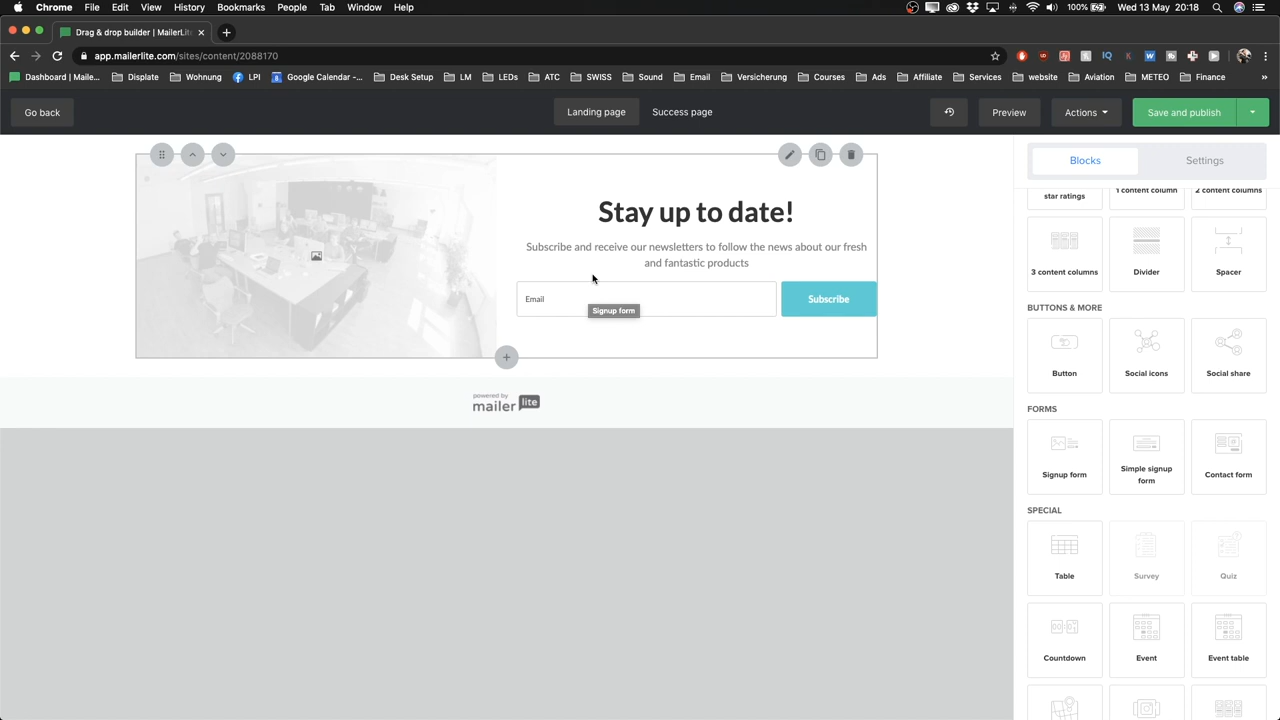 Chrome File Edit View History Bookmarks People Tab Window Help 100% Wed 13 May 2018
Drag & drop builder | MailerLit
app.mailerlite.com/sites/content/2088170
Dashboard | Maile... Displate Wohnung LPI Google Calendar -... Desk Setup LM LEDs ATC SWISS Sound Email Versicherung Courses Ads Affiliate Services website Aviation METEO Finance »
Go back Landing page Success page Preview Actions Save and publish
Blocks Settings
star ratings 1 content column 2 content columns
Stay up to date!
Subscribe and receive our newsletters to follow the news about our fresh
and fantastic products
3 content columns Divider Spacer
Email Subscribe
Signup form
BUTTONS & MORE
Button Social icons Social share
powered by
mailer lite
FORMS
Signup form Simple signup form Contact form
SPECIAL
Table Survey Quiz
Countdown Event Event table